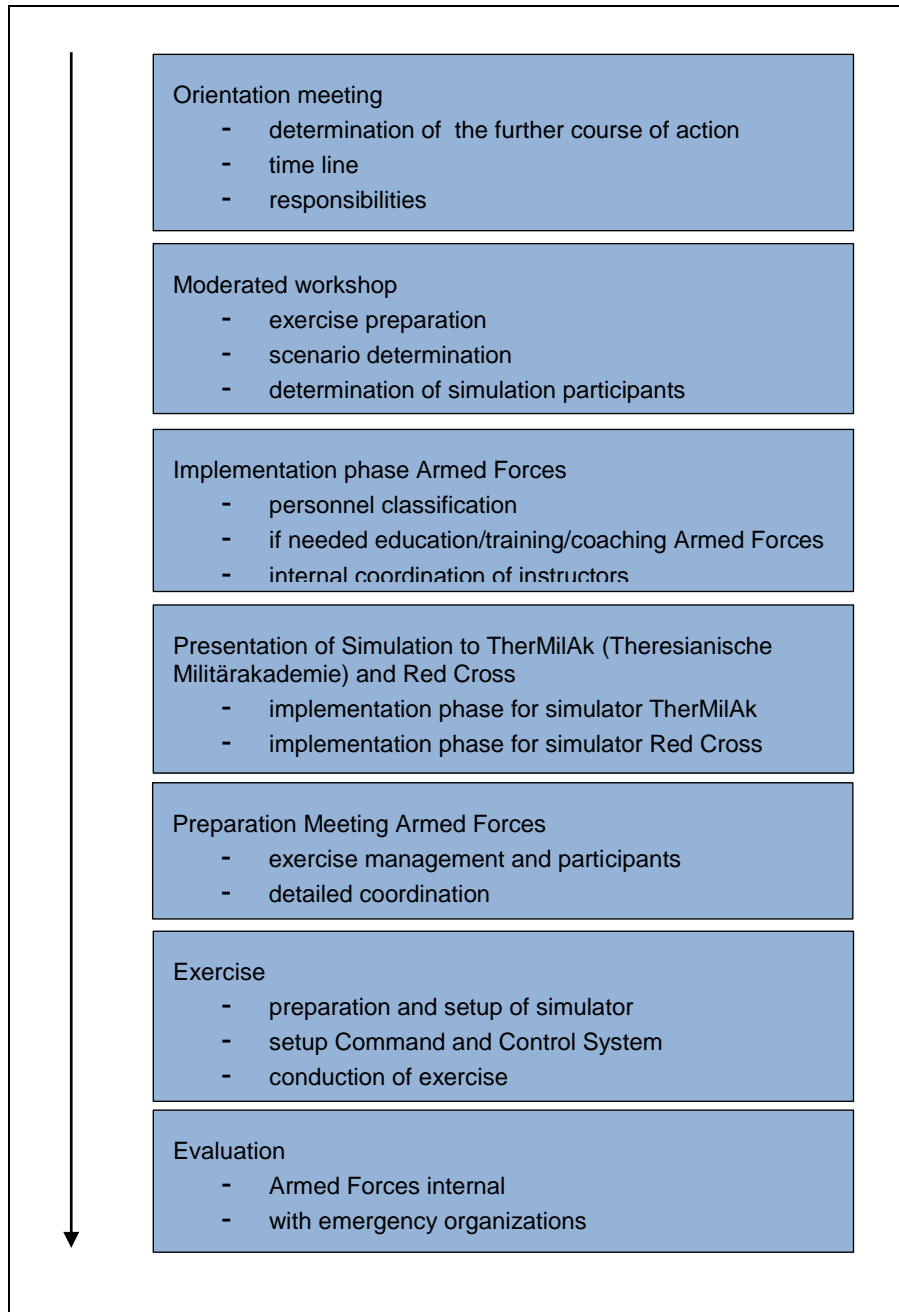 Orientation meeting
- determination of the further course of action
- time line
- responsibilities
Moderated workshop
- exercise preparation
- scenario determination
- determination of simulation participants
Implementation phase Armed Forces
- personnel classification
- if needed education/training/coaching Armed Forces
- internal coordination of instructors
Presentation of Simulation to TherMilAk (Theresianische
Militärakademie) and Red Cross
- implementation phase for simulator TherMilAk
- implementation phase for simulator Red Cross
Preparation Meeting Armed Forces
- exercise management and participants
- detailed coordination
Exercise
- preparation and setup of simulator
- setup Command and Control System
- conduction of exercise
Evaluation
- Armed Forces internal
- with emergency organizations